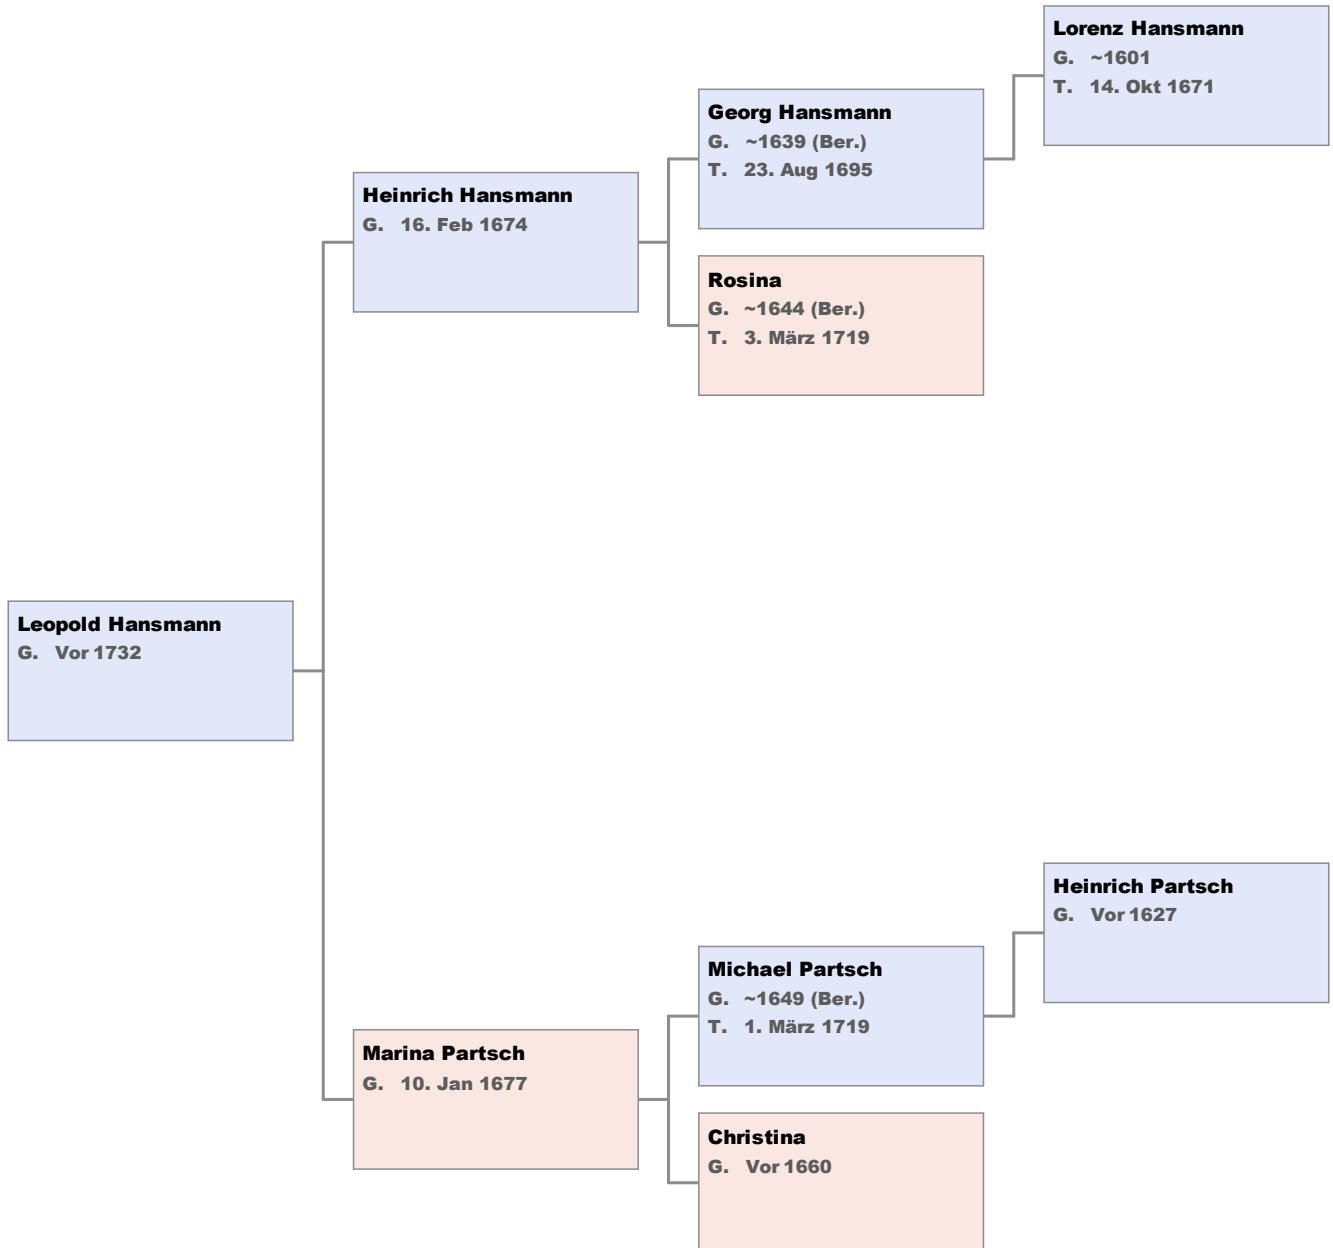 Lorenz Hansmann
G. ~1601
T. 14. Okt 1671
Georg Hansmann
G. ~1639 (Ber.)
T. 23. Aug 1695
Heinrich Hansmann
G. 16. Feb 1674
Rosina
G. ~1644 (Ber.)
T. 3. März 1719
Leopold Hansmann
G. Vor 1732
Heinrich Partsch
G. Vor 1627
Michael Partsch
G. ~1649 (Ber.)
T. 1. März 1719
Marina Partsch
G. 10. Jan 1677
Christina
G. Vor 1660